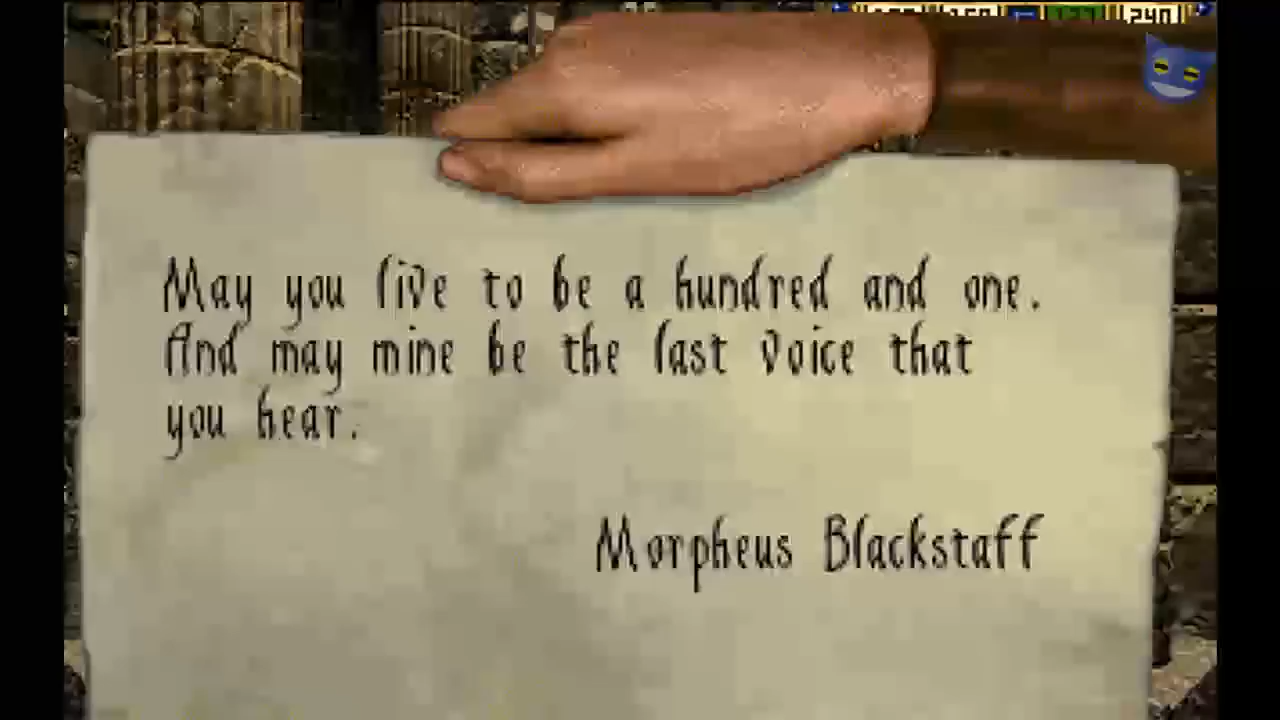 May you live to be a hundred and one.
And may mine be the last voice that
you hear.
Morpheus Blackstaff